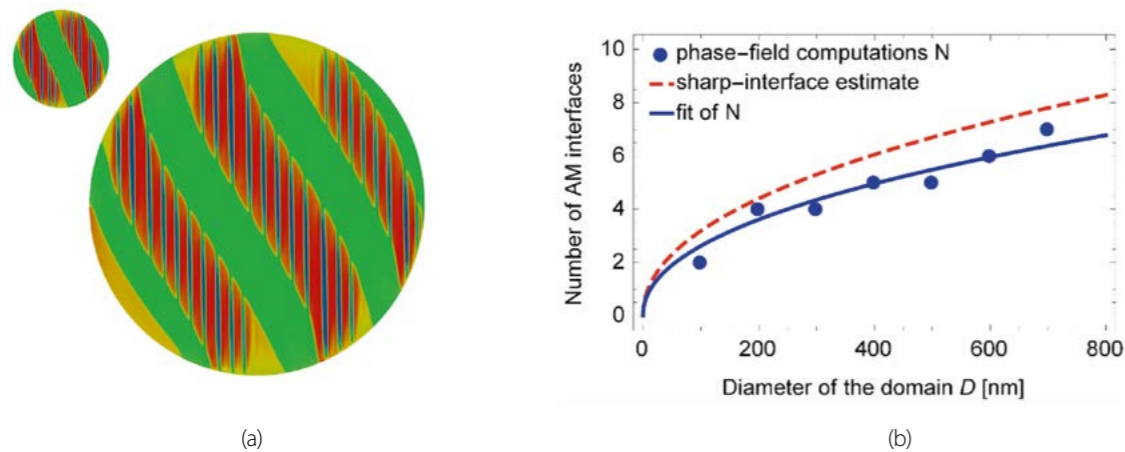 10
8
6
4
2
0
Number of AM interfaces
phase–field computations N
sharp–interface estimate
fit of N
0 200 400 600 800
Diameter of the domain D [nm]
(a) (b)